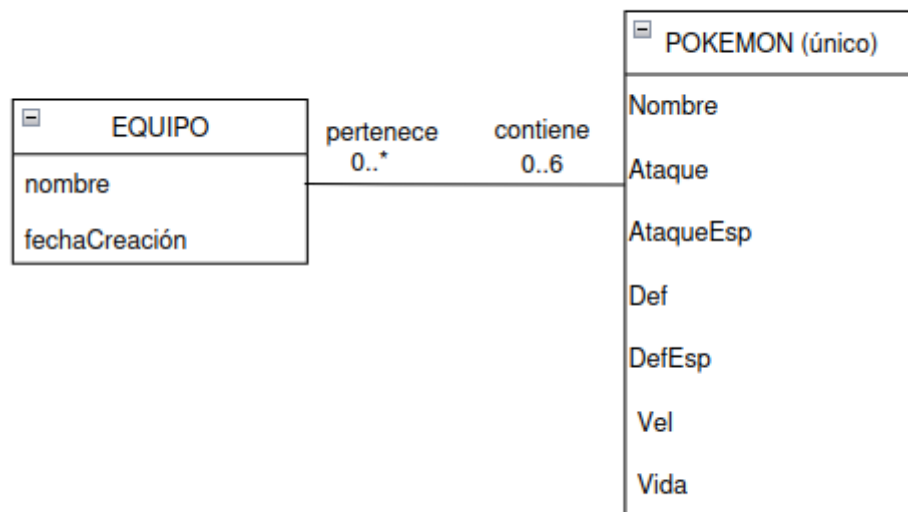 EQUIPO
nombre
fechaCreación
pertenece
0..*
contiene
0..6
POKEMON (único)
Nombre
Ataque
AtaqueEsp
Def
DefEsp
Vel
Vida